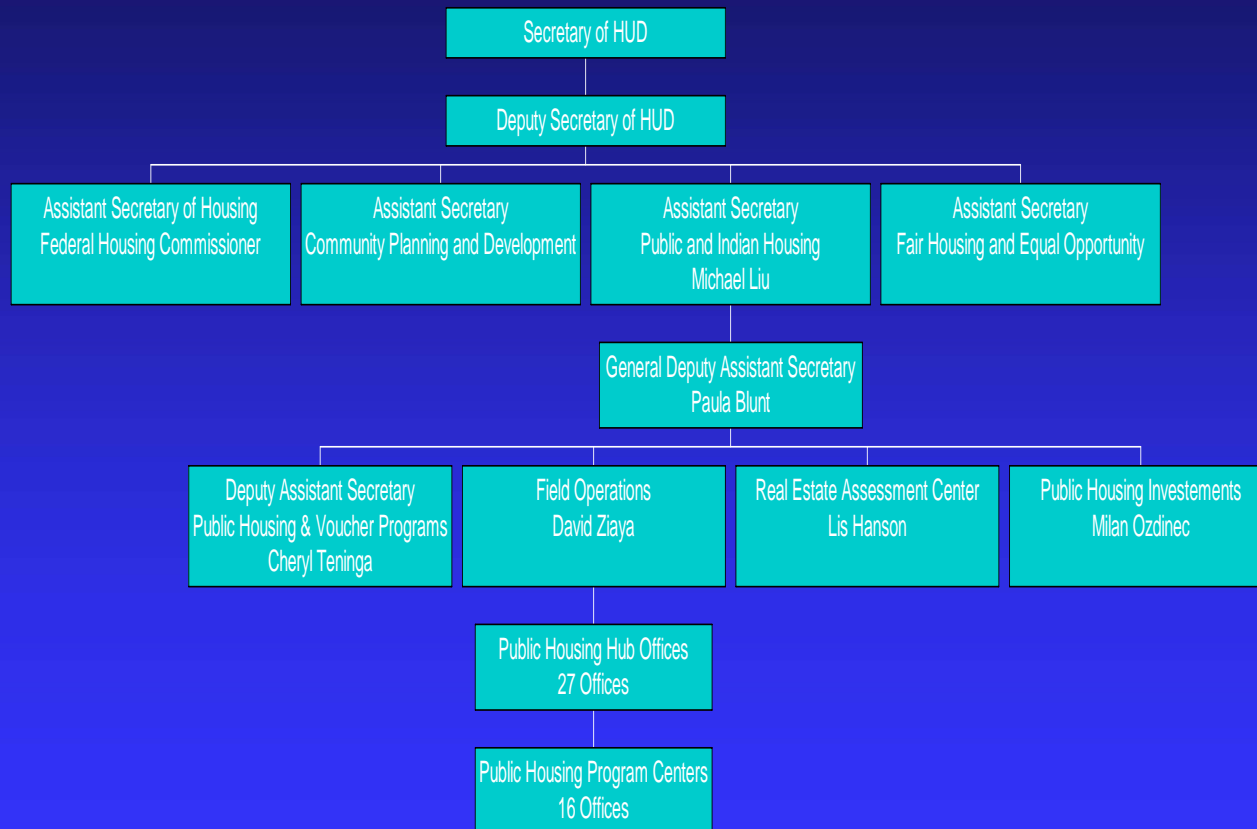 Secretary of HUD
Deputy Secretary of HUD
Assistant Secretary of Housing
Federal Housing Commissioner
Assistant Secretary
Community Planning and Development
Assistant Secretary
Public and Indian Housing
Michael Liu
Assistant Secretary
Fair Housing and Equal Opportunity
General Deputy Assistant Secretary
Paula Blunt
Deputy Assistant Secretary
Public Housing & Voucher Programs
Cheryl Teninga
Field Operations
David Ziaya
Real Estate Assessment Center
Lis Hanson
Public Housing Investements
Milan Ozdinec
Public Housing Hub Offices
27 Offices
Public Housing Program Centers
16 Offices